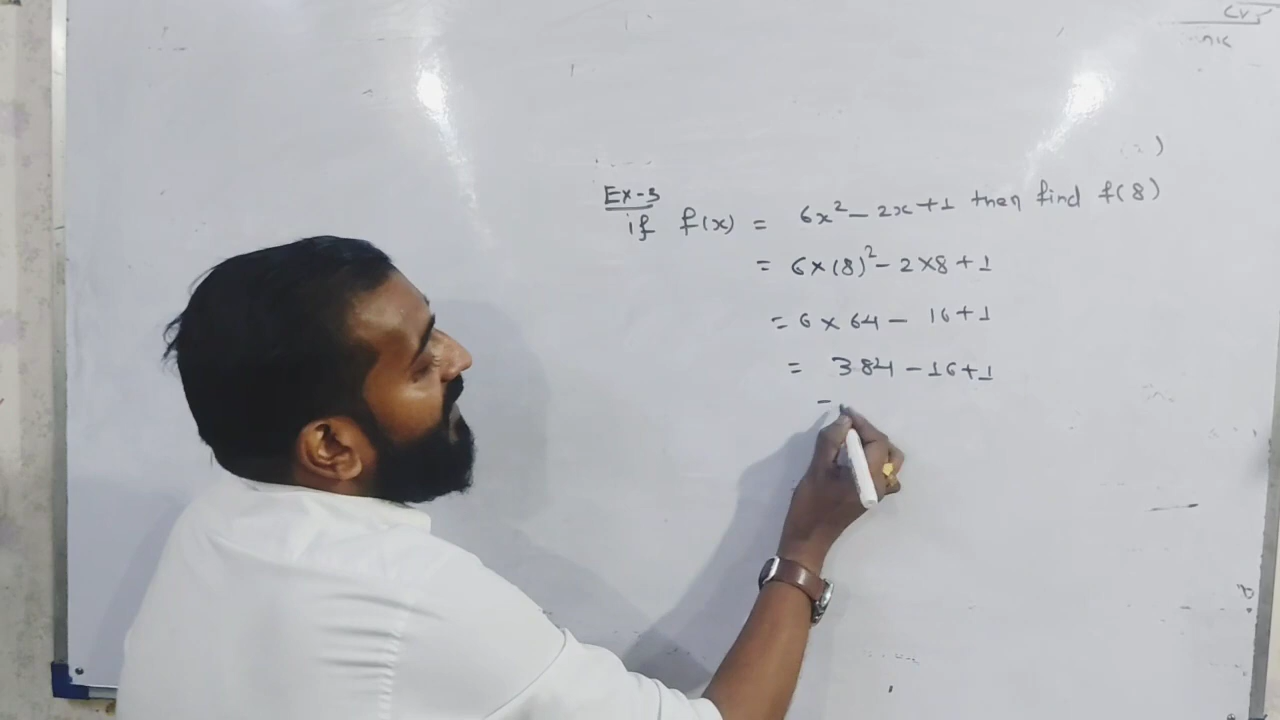 Ex-3
if f(x) = 6x² - 2x + 1 then find f(8)
= 6 × (8)² - 2 × 8 + 1
= 6 × 64 - 16 + 1
= 384 - 16 + 1
-